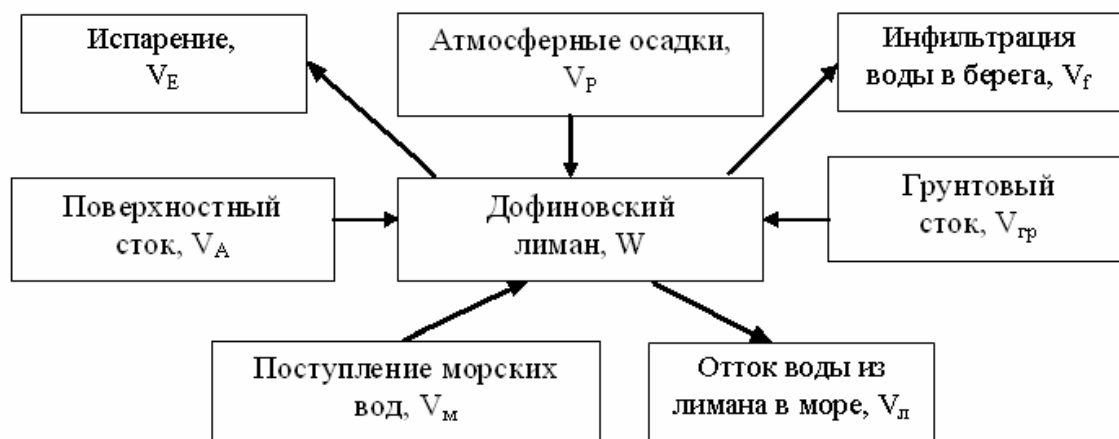 Испарение,
V_E
Атмосферные осадки,
V_P
Инфильтрация
воды в берега, V_f
Поверхностный
сток, V_A
Дофиновский
лиман, W
Грунтовый
сток, V_гр
Поступление морских
вод, V_м
Отток воды из
лимана в море, V_л